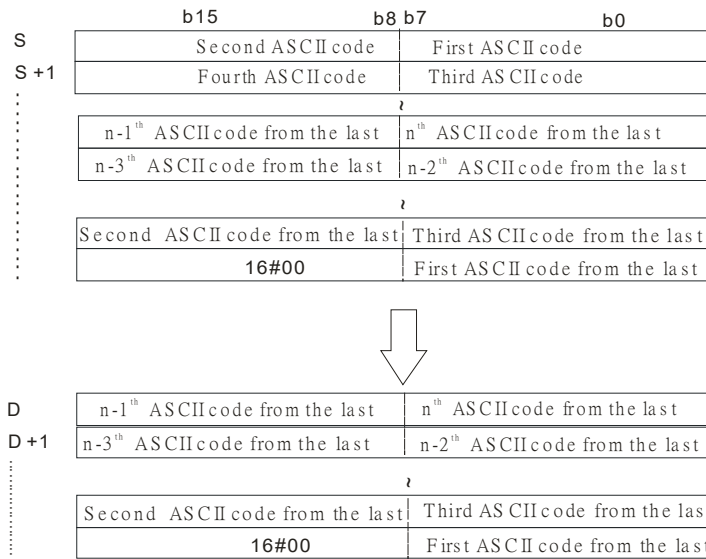 b15 b8 b7 b0
S Second ASCII code First ASCII code
S+1 Fourth ASCII code Third ASCII code
n-1th ASCII code from the last nth ASCII code from the last
n-3th ASCII code from the last n-2th ASCII code from the last
Second ASCII code from the last Third ASCII code from the last
16#00 First ASCII code from the last
D n-1th ASCII code from the last nth ASCII code from the last
D+1 n-3th ASCII code from the last n-2th ASCII code from the last
Second ASCII code from the last Third ASCII code from the las
16#00 First ASCII code from the last